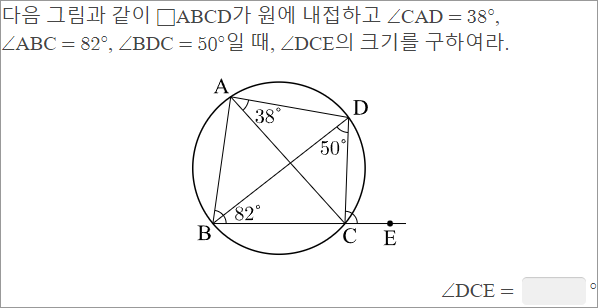 다음 그림과 같이 □ABCD가 원에 내접하고 ∠CAD = 38°,
∠ABC = 82°, ∠BDC = 50°일 때, ∠DCE의 크기를 구하여라.
A
D
38°
50°
82°
B
C
E
∠DCE = °